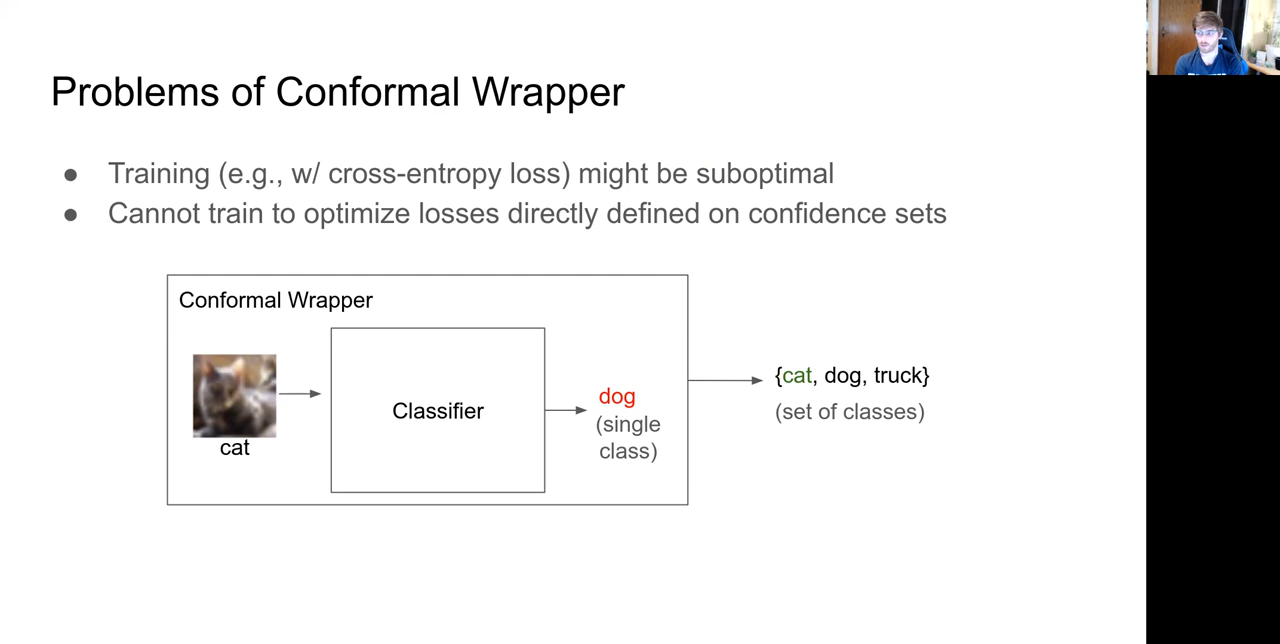 Problems of Conformal Wrapper
● Training (e.g., w/ cross-entropy loss) might be suboptimal
● Cannot train to optimize losses directly defined on confidence sets
Conformal Wrapper
cat
Classifier
dog
(single
class)
{cat, dog, truck}
(set of classes)